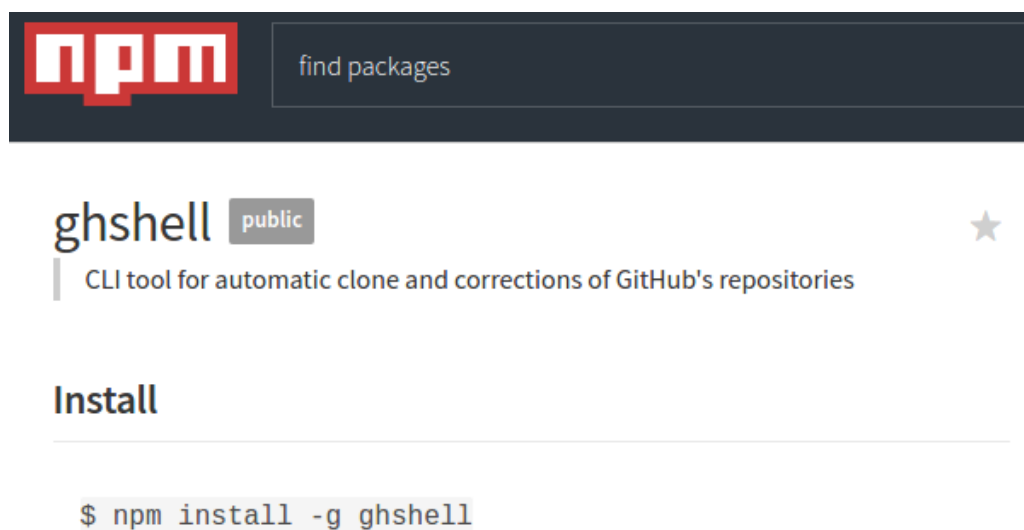 npm
find packages
ghshell public
CLI tool for automatic clone and corrections of GitHub's repositories
Install
$ npm install -g ghshell